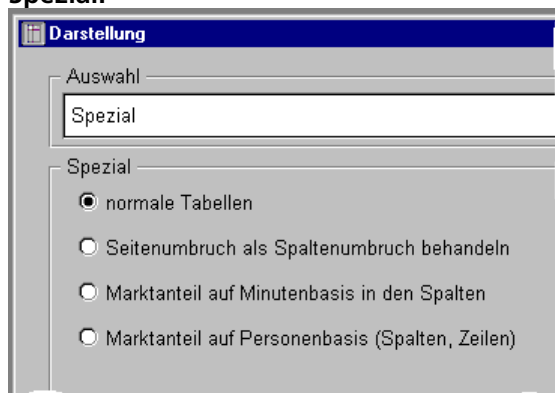 Spezial:
Darstellung
Auswahl
Spezial
Spezial
normale Tabellen
Seitenumbruch als Spaltenumbruch behandeln
Marktanteil auf Minutenbasis in den Spalten
Marktanteil auf Personenbasis (Spalten, Zeilen)